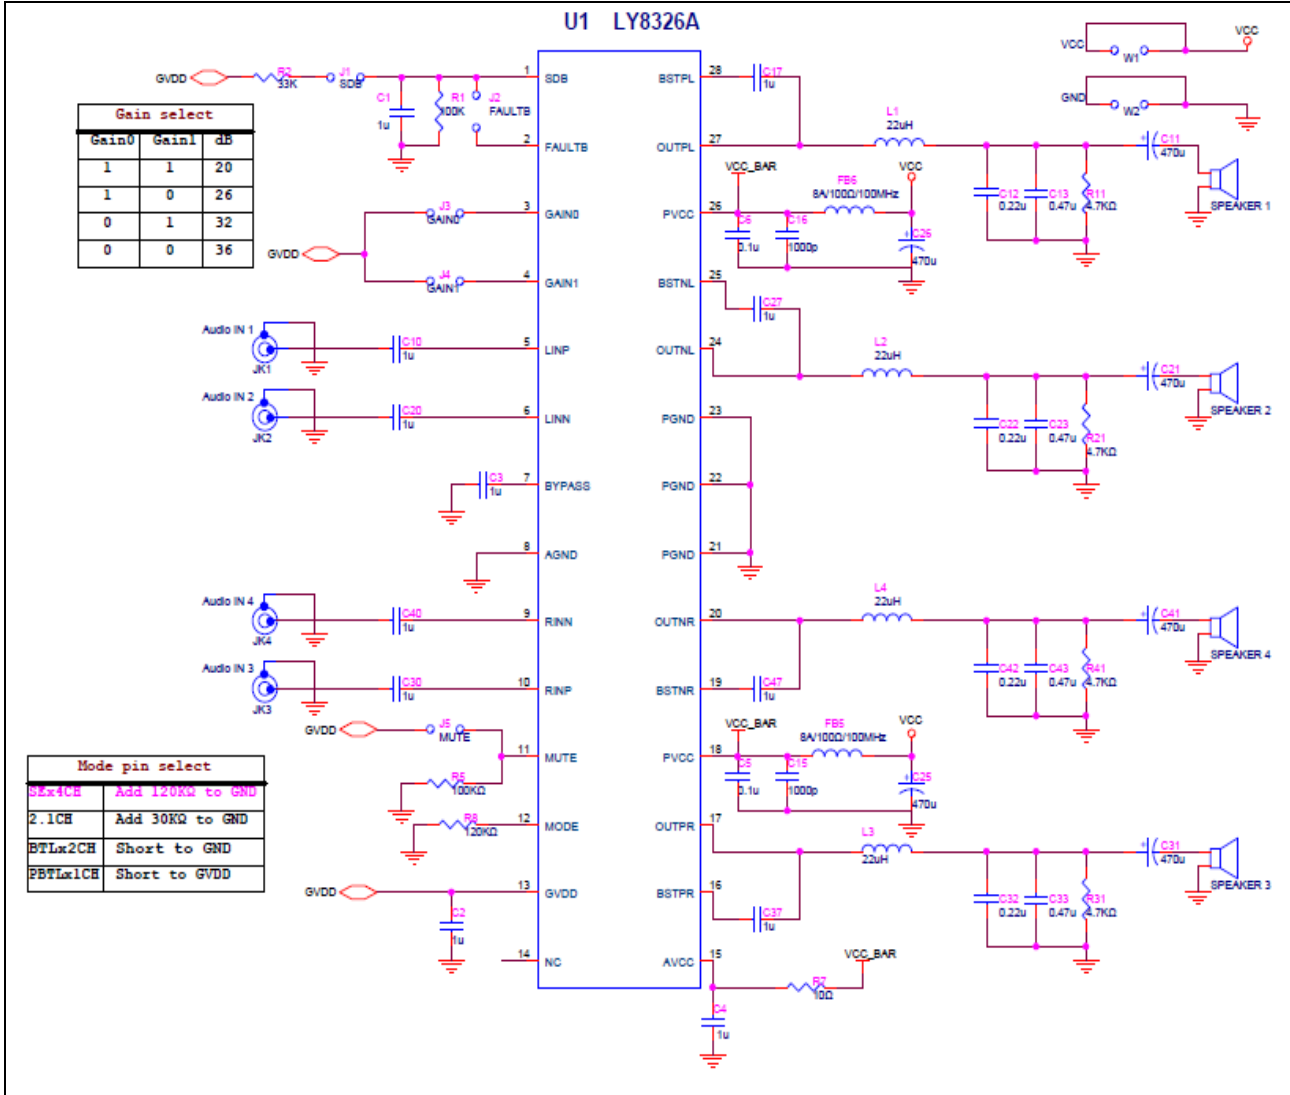 U1 LY8326A
GVDD
R2
33K
J1
SDB
C1
1u
R1
100K
J2
FAULTB
1 SDB
2 FAULTB
Gain select
Gain0 Gain1 dB
1 1 20
1 0 26
0 1 32
0 0 36
GVDD
J3
GAIN0
J4
GAIN1
3 GAIN0
4 GAIN1
Audio IN 1
JK1
C10
1u
5 LINP
Audio IN 2
JK2
C20
1u
6 LINN
C3
1u
7 BYPASS
8 AGND
Audio IN 4
JK4
C40
1u
9 RINN
Audio IN 3
JK3
C30
1u
10 RINP
GVDD
J5
MUTE
11 MUTE
R5
100KΩ
Mode pin select
SEx4CH Add 120KΩ to GND
2.1CH Add 30KΩ to GND
BTLx2CH Short to GND
PBTLx1CH Short to GVDD
R8
120KΩ
12 MODE
GVDD
13 GVDD
C2
1u
14 NC
BSTPL 28
C17
1u
OUTPL 27
L1
22uH
VCC
W1
VCC
GND
W2
C12
0.22u
C13
0.47u
R11
4.7KΩ
C11
470u
SPEAKER 1
VCC_BAR
FB6
8A/100Ω/100MHz
VCC
PVCC 26
C6
0.1u
C16
1000p
C26
470u
BSTNL 25
C27
1u
OUTNL 24
L2
22uH
C22
0.22u
C23
0.47u
R21
4.7KΩ
C21
470u
SPEAKER 2
PGND 23
PGND 22
PGND 21
OUTNR 20
L4
22uH
BSTNR 19
C47
1u
C42
0.22u
C43
0.47u
R41
4.7KΩ
C41
470u
SPEAKER 4
VCC_BAR
FB5
8A/100Ω/100MHz
VCC
PVCC 18
C5
0.1u
C15
1000p
C25
470u
OUTPR 17
L3
22uH
BSTPR 16
C37
1u
C32
0.22u
C33
0.47u
R31
4.7KΩ
C31
470u
SPEAKER 3
AVCC 15
VCC_BAR
R7
10Ω
C4
1u